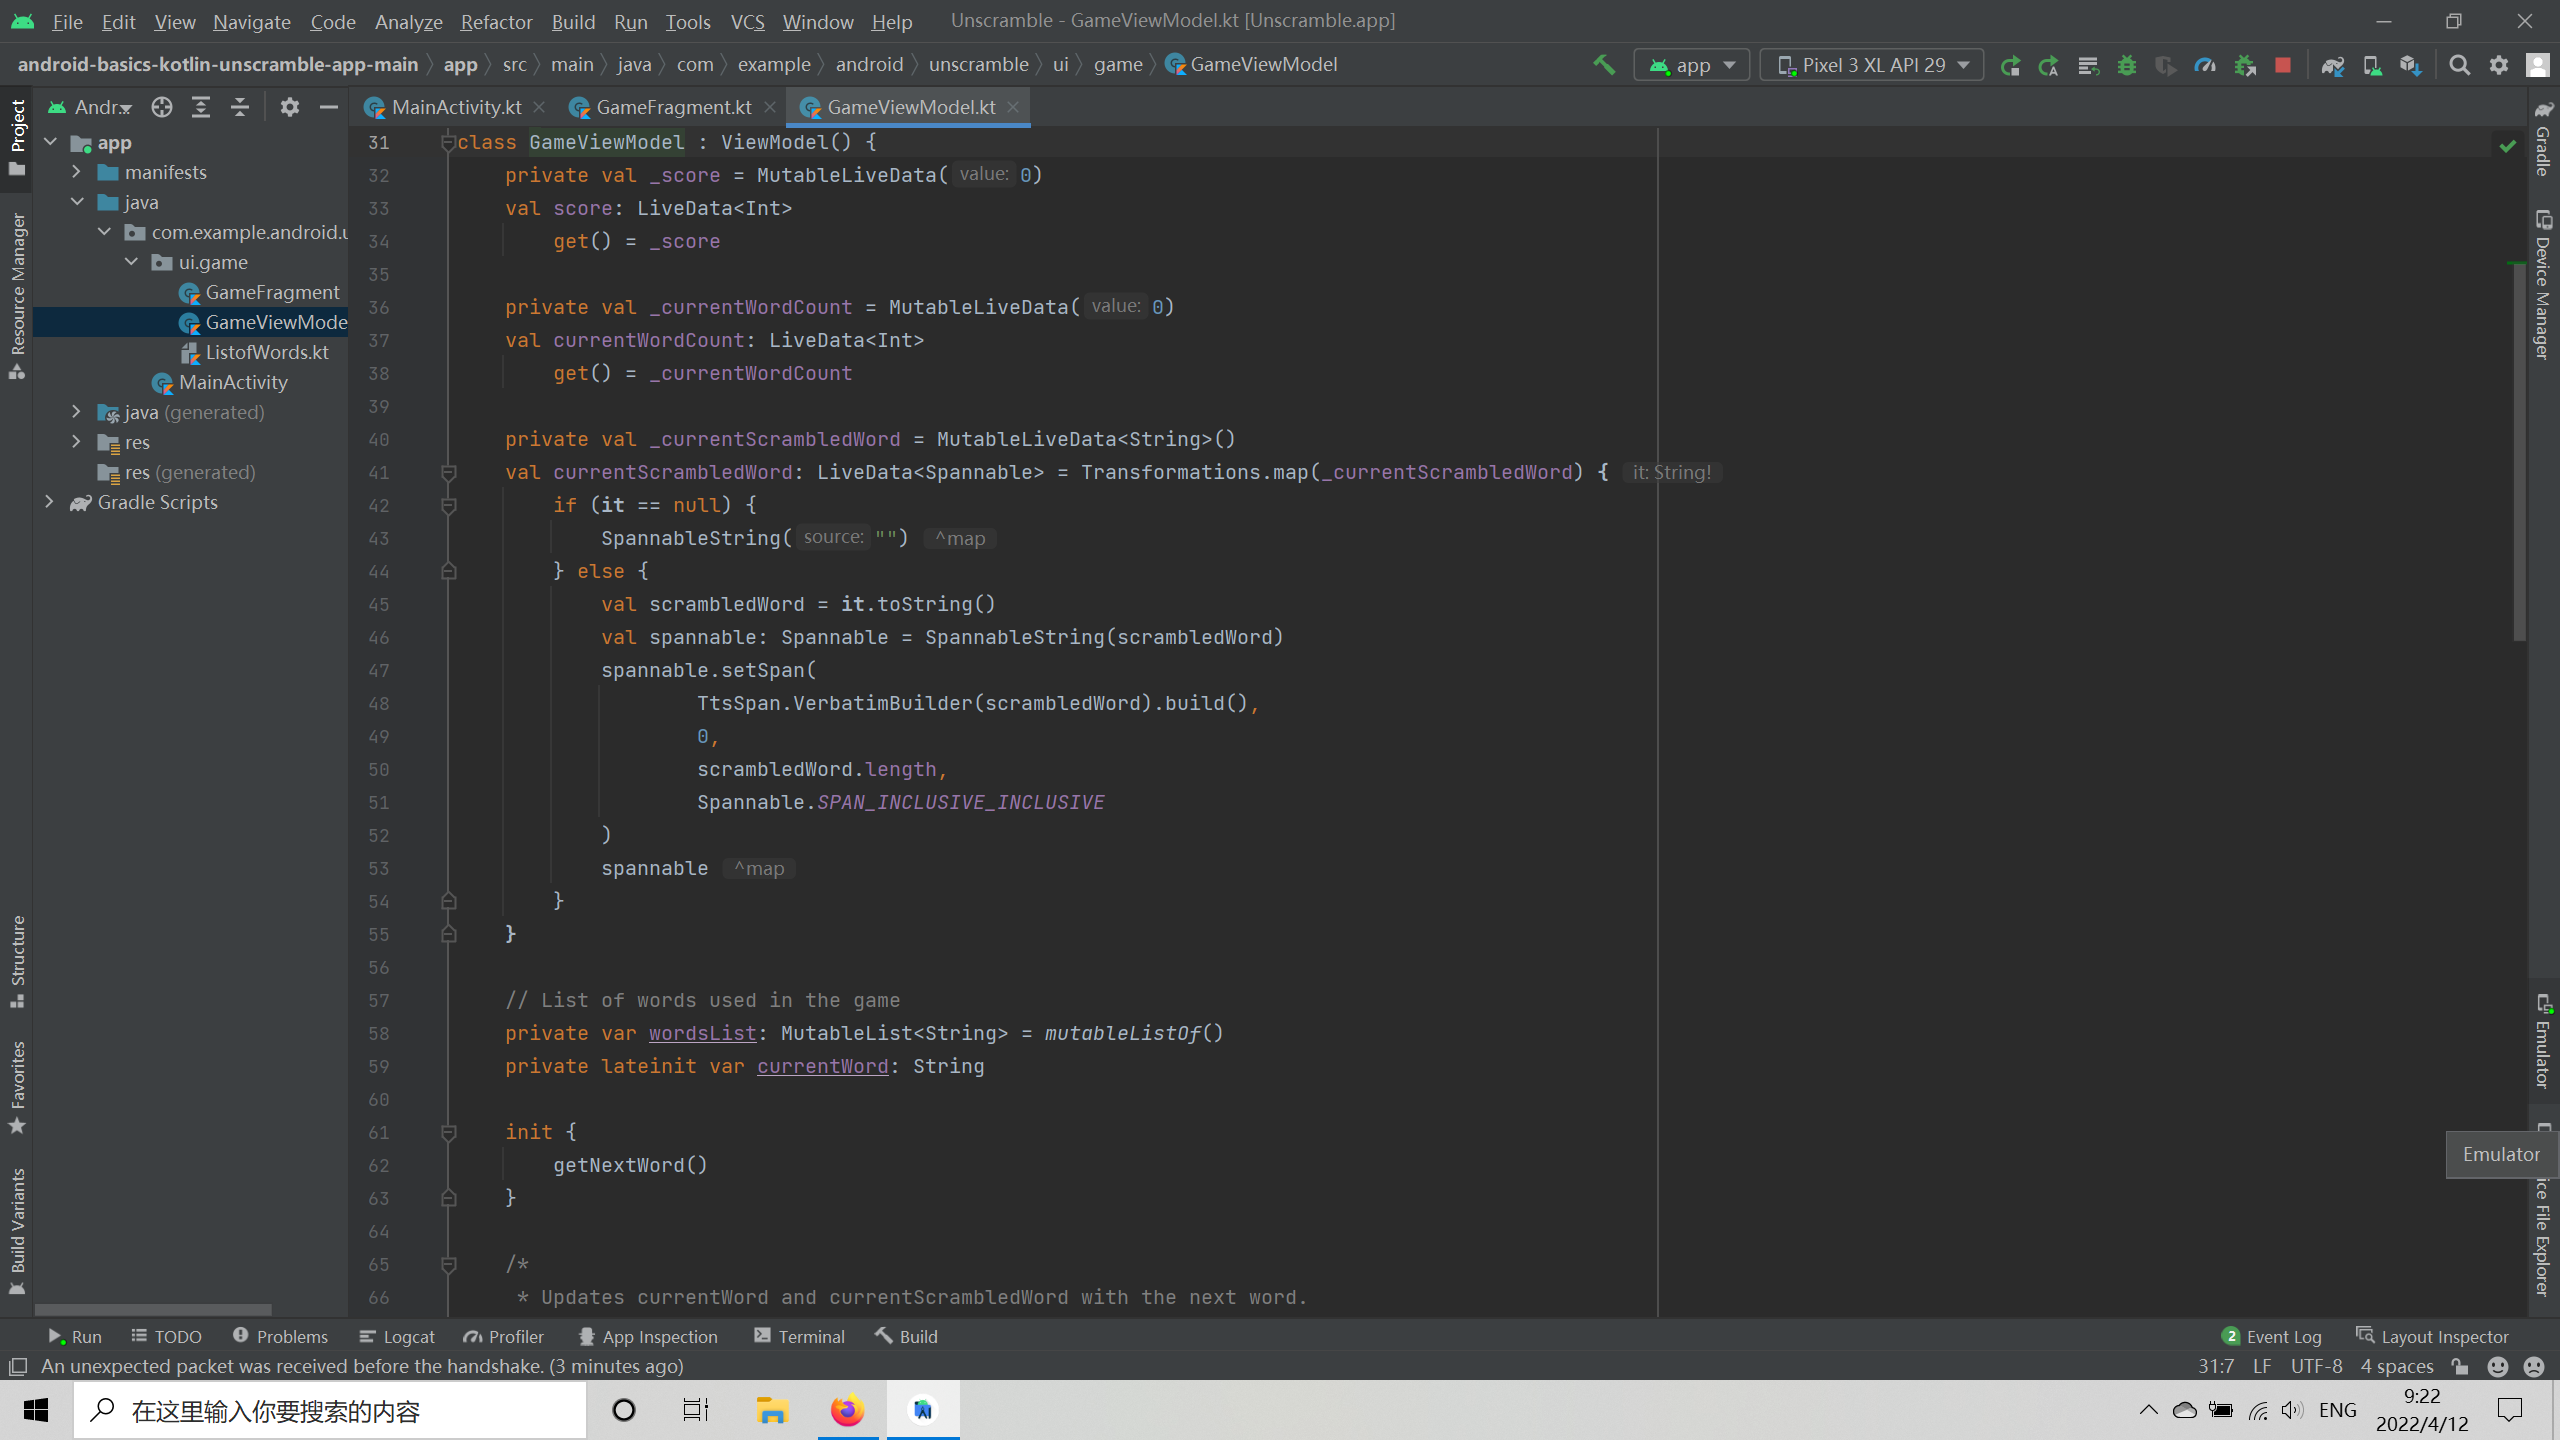 File Edit View Navigate Code Analyze Refactor Build Run Tools VCS Window Help Unscramble - GameViewModel.kt [Unscramble.app]
android-basics-kotlin-unscramble-app-main app src main java com example android unscramble ui game GameViewModel app Pixel 3 XL API 29
Project
Resource Manager
Structure
Favorites
Build Variants
Andr...
app
manifests
java
com.example.android.u
ui.game
GameFragment
GameViewMode
ListofWords.kt
MainActivity
java (generated)
res
res (generated)
Gradle Scripts
MainActivity.kt GameFragment.kt GameViewModel.kt
31 class GameViewModel : ViewModel() {
32 private val _score = MutableLiveData( value: 0)
33 val score: LiveData<Int>
34 get() = _score
35
36 private val _currentWordCount = MutableLiveData( value: 0)
37 val currentWordCount: LiveData<Int>
38 get() = _currentWordCount
39
40 private val _currentScrambledWord = MutableLiveData<String>()
41 val currentScrambledWord: LiveData<Spannable> = Transformations.map(_currentScrambledWord) { it: String!
42 if (it == null) {
43 SpannableString( source: "") ^map
44 } else {
45 val scrambledWord = it.toString()
46 val spannable: Spannable = SpannableString(scrambledWord)
47 spannable.setSpan(
48 TtsSpan.VerbatimBuilder(scrambledWord).build(),
49 0,
50 scrambledWord.length,
51 Spannable.SPAN_INCLUSIVE_INCLUSIVE
52 )
53 spannable ^map
54 }
55 }
56
57 // List of words used in the game
58 private var wordsList: MutableList<String> = mutableListOf()
59 private lateinit var currentWord: String
60
61 init {
62 getNextWord()
63 }
64
65 /*
66 * Updates currentWord and currentScrambledWord with the next word.
Gradle
Device Manager
Emulator
Emulator
ice File Explorer
Run TODO Problems Logcat Profiler App Inspection Terminal Build 2 Event Log Layout Inspector
An unexpected packet was received before the handshake. (3 minutes ago) 31:7 LF UTF-8 4 spaces
在这里输入你要搜索的内容 ENG 9:22
2022/4/12